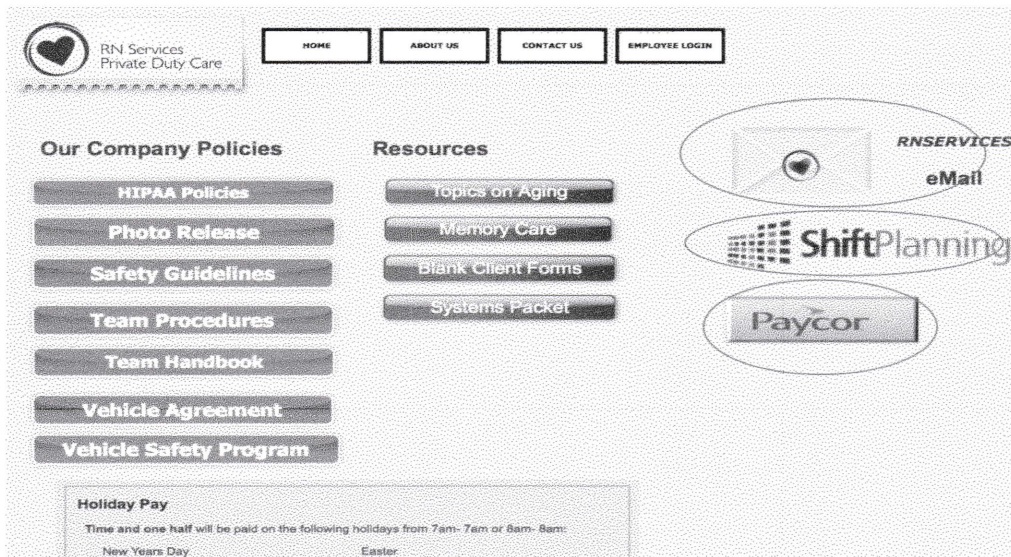 RN Services
Private Duty Care
HOME
ABOUT US
CONTACT US
EMPLOYEE LOGIN
Our Company Policies
HIPAA Policies
Photo Release
Safety Guidelines
Team Procedures
Team Handbook
Vehicle Agreement
Vehicle Safety Program
Resources
Topics on Aging
Memory Care
Blank Client Forms
Systems Packet
RNSERVICES
eMail
ShiftPlanning
Paycor
Holiday Pay
Time and one half will be paid on the following holidays from 7am- 7am or 8am- 8am:
New Years Day
Easter